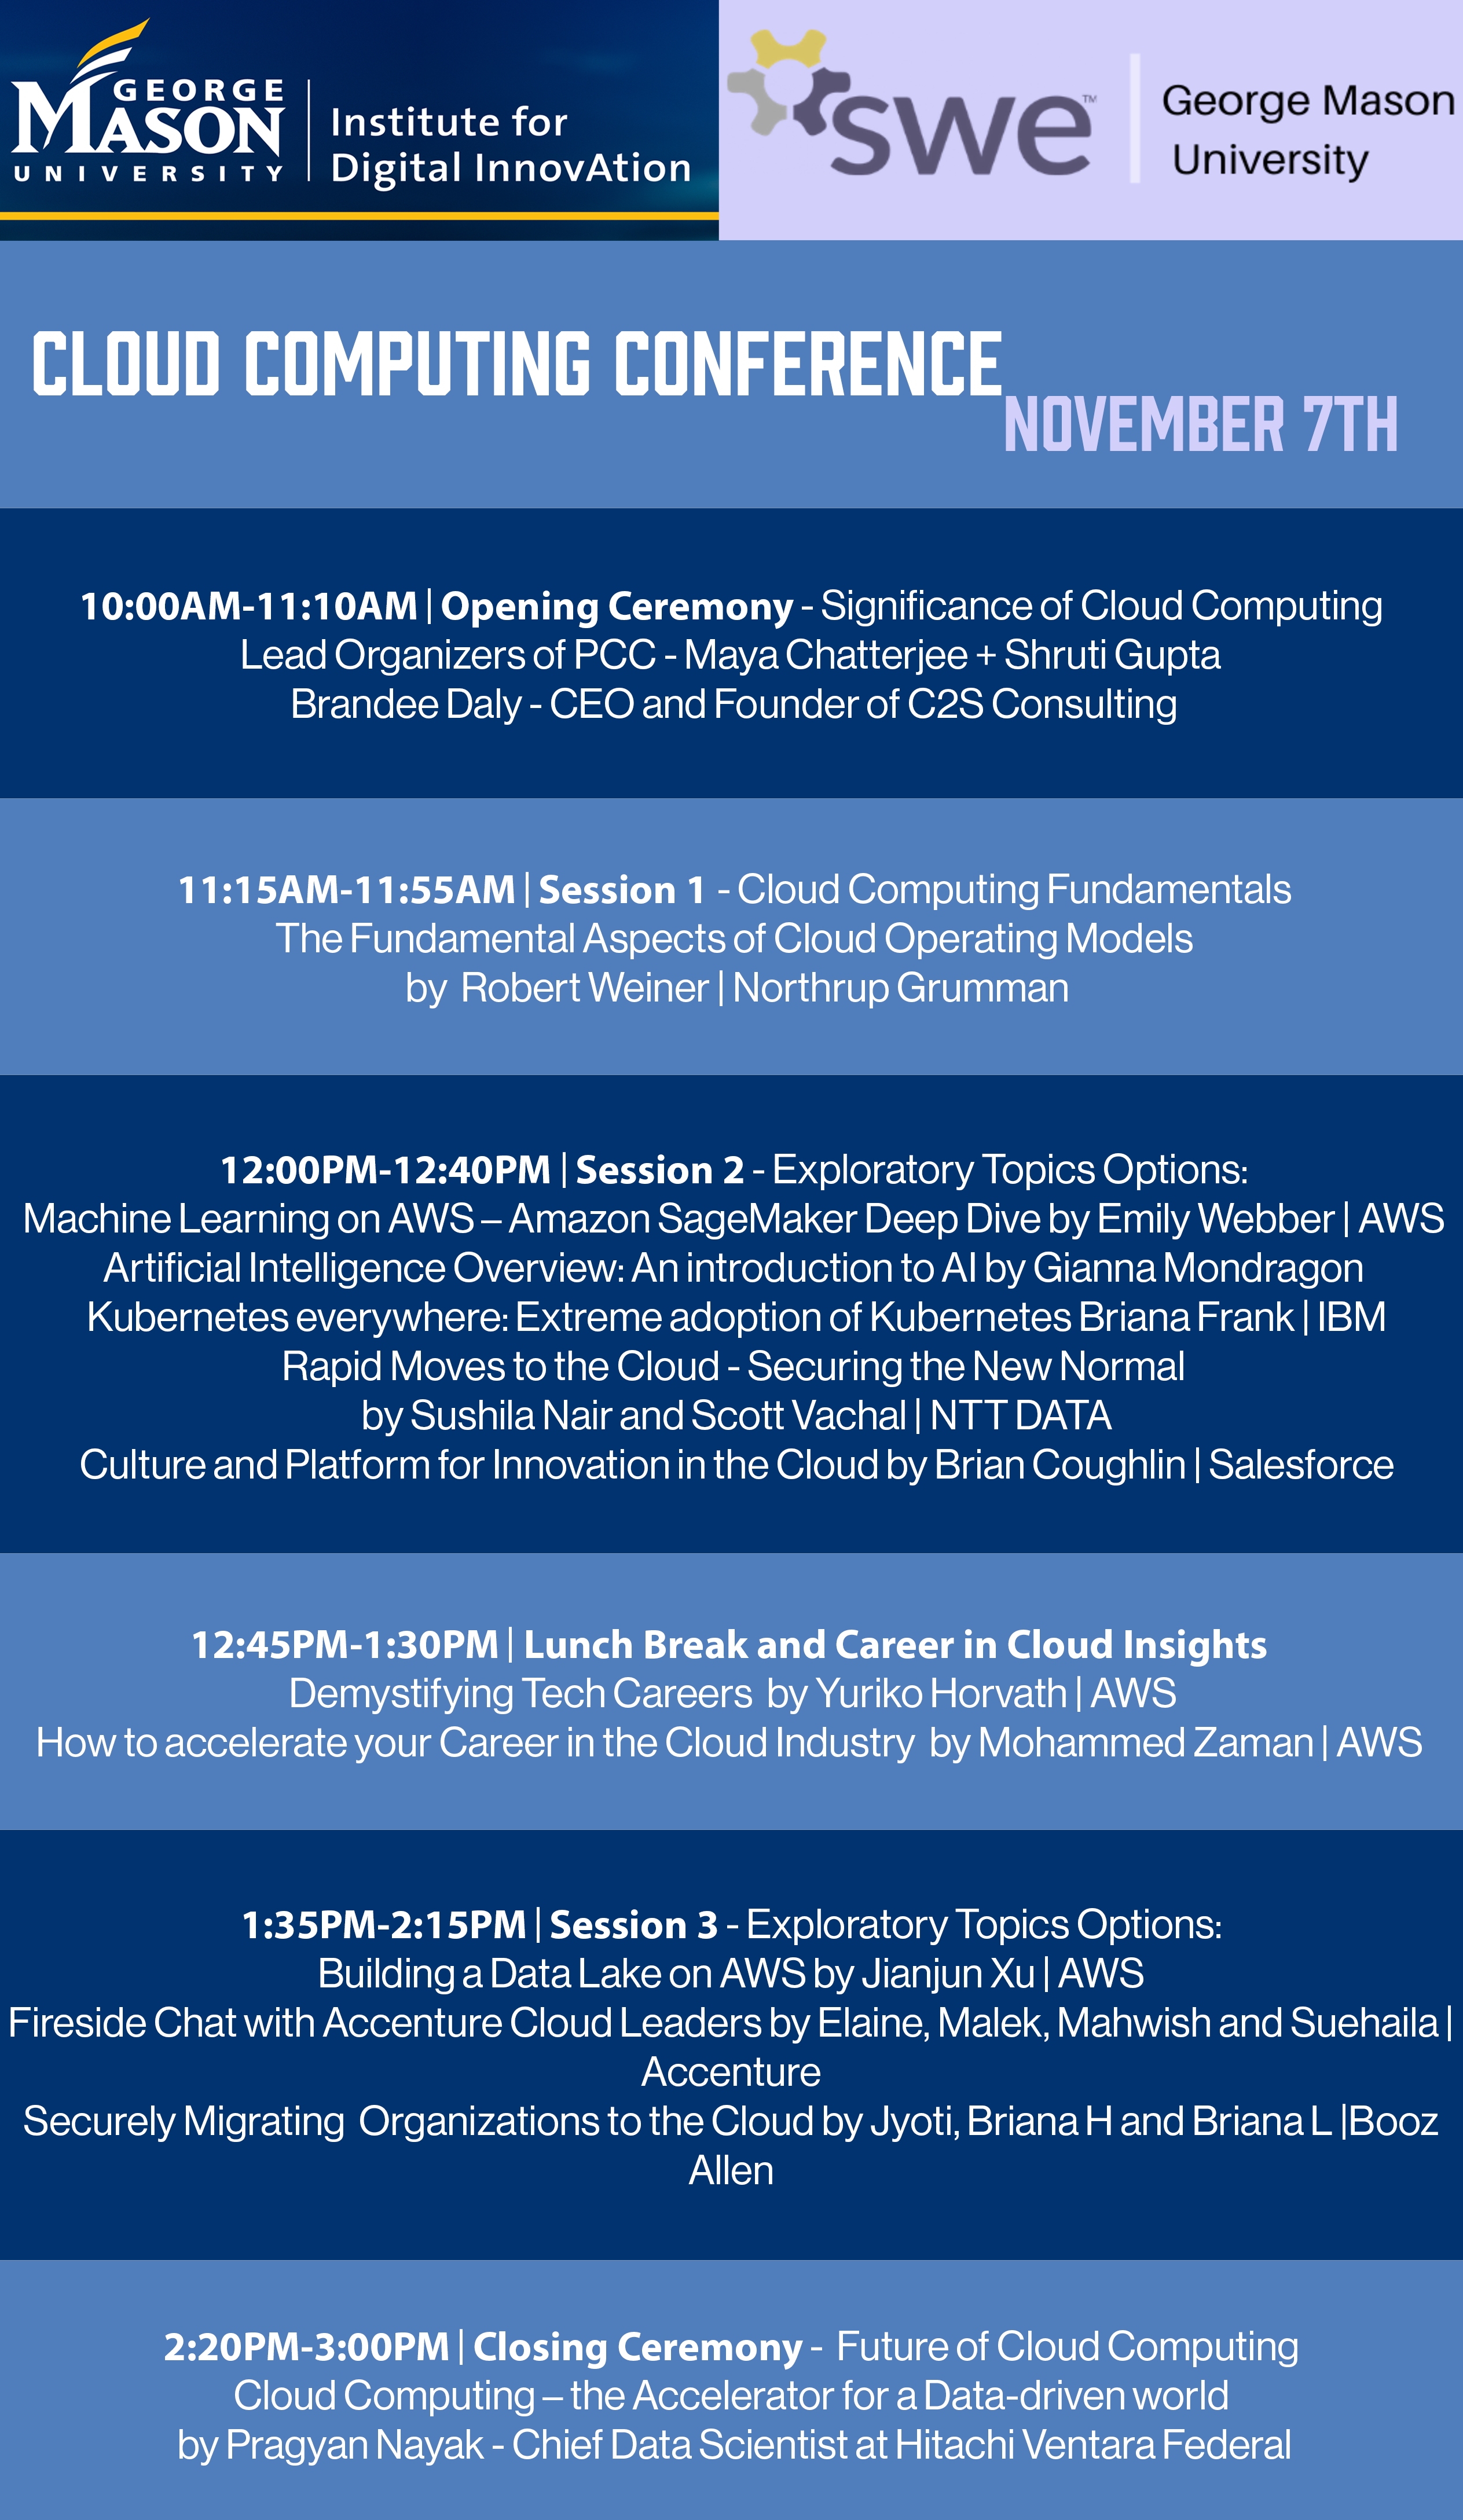 GEORGE
MASON
UNIVERSITY
Institute for
Digital InnovAtion
swe™
George Mason
University
CLOUD COMPUTING CONFERENCE
NOVEMBER 7TH
10:00AM-11:10AM | Opening Ceremony - Significance of Cloud Computing
Lead Organizers of PCC - Maya Chatterjee + Shruti Gupta
Brandee Daly - CEO and Founder of C2S Consulting
11:15AM-11:55AM | Session 1 - Cloud Computing Fundamentals
The Fundamental Aspects of Cloud Operating Models
by Robert Weiner | Northrup Grumman
12:00PM-12:40PM | Session 2 - Exploratory Topics Options:
Machine Learning on AWS – Amazon SageMaker Deep Dive by Emily Webber | AWS
Artificial Intelligence Overview: An introduction to AI by Gianna Mondragon
Kubernetes everywhere: Extreme adoption of Kubernetes Briana Frank | IBM
Rapid Moves to the Cloud - Securing the New Normal
by Sushila Nair and Scott Vachal | NTT DATA
Culture and Platform for Innovation in the Cloud by Brian Coughlin | Salesforce
12:45PM-1:30PM | Lunch Break and Career in Cloud Insights
Demystifying Tech Careers by Yuriko Horvath | AWS
How to accelerate your Career in the Cloud Industry by Mohammed Zaman | AWS
1:35PM-2:15PM | Session 3 - Exploratory Topics Options:
Building a Data Lake on AWS by Jianjun Xu | AWS
Fireside Chat with Accenture Cloud Leaders by Elaine, Malek, Mahwish and Suehaila |
Accenture
Securely Migrating Organizations to the Cloud by Jyoti, Briana H and Briana L |Booz
Allen
2:20PM-3:00PM | Closing Ceremony - Future of Cloud Computing
Cloud Computing – the Accelerator for a Data-driven world
by Pragyan Nayak - Chief Data Scientist at Hitachi Ventara Federal